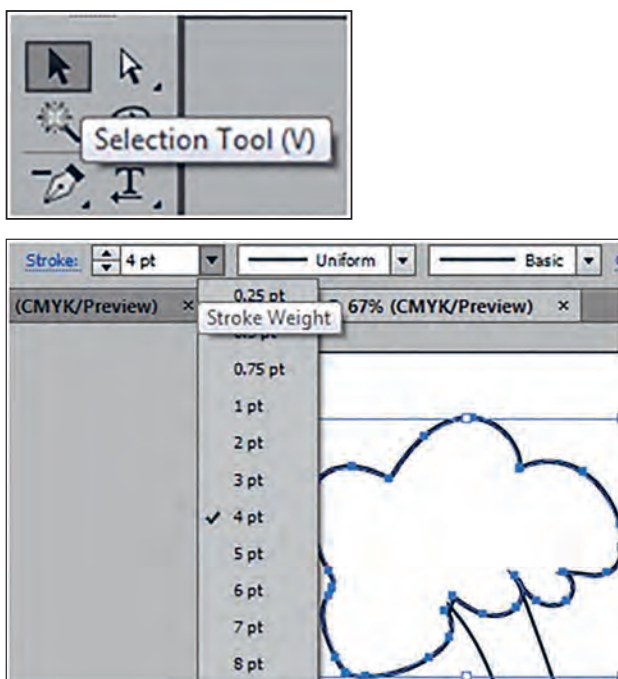 Selection Tool (V)
T
Stroke: 4 pt Uniform Basic
(CMYK/Preview) × 67% (CMYK/Preview) ×
0.25 pt
Stroke Weight
0.75 pt
1 pt
2 pt
3 pt
4 pt
5 pt
6 pt
7 pt
8 pt